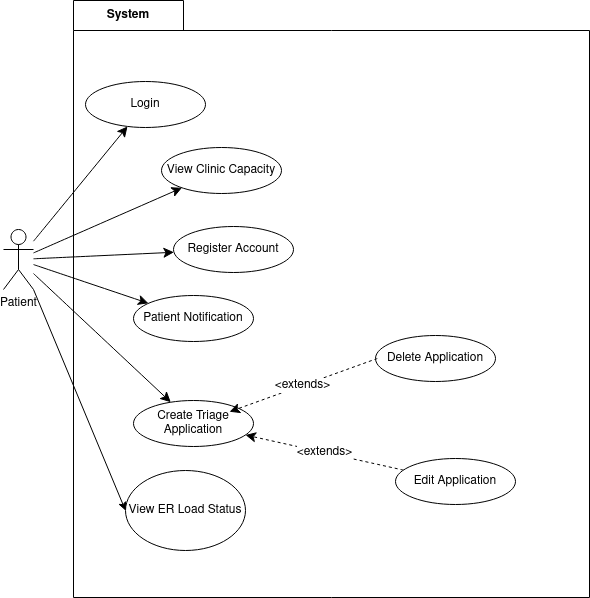 System
Login
View Clinic Capacity
Register Account
Patient
Patient Notification
Delete Application
<extends>
Create Triage
Application
<extends>
Edit Application
View ER Load Status